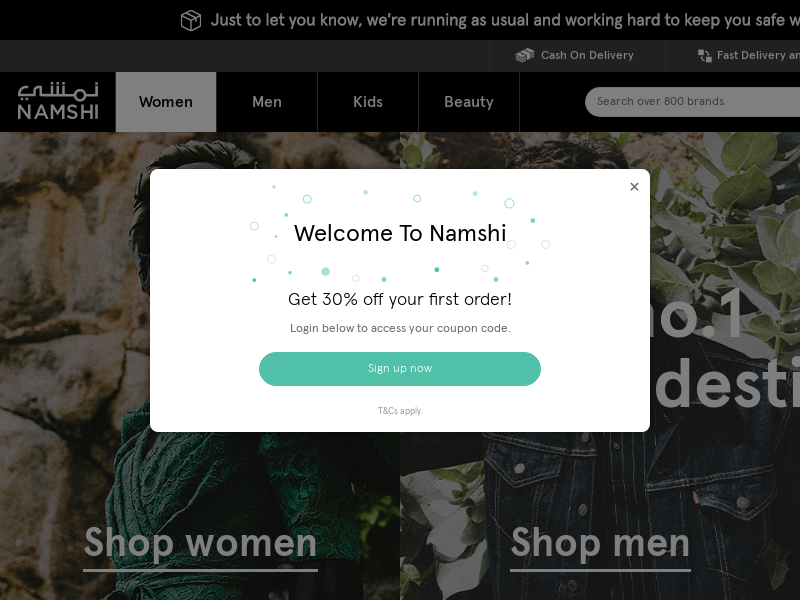 Just to let you know, we're running as usual and working hard to keep you safe w
Cash On Delivery
Fast Delivery an
نمشي
NAMSHI
Women
Men
Kids
Beauty
Search over 800 brands
×
Welcome To Namshi
Get 30% off your first order!
Login below to access your coupon code.
Sign up now
T&Cs apply.
no.1
desti
Shop women
Shop men